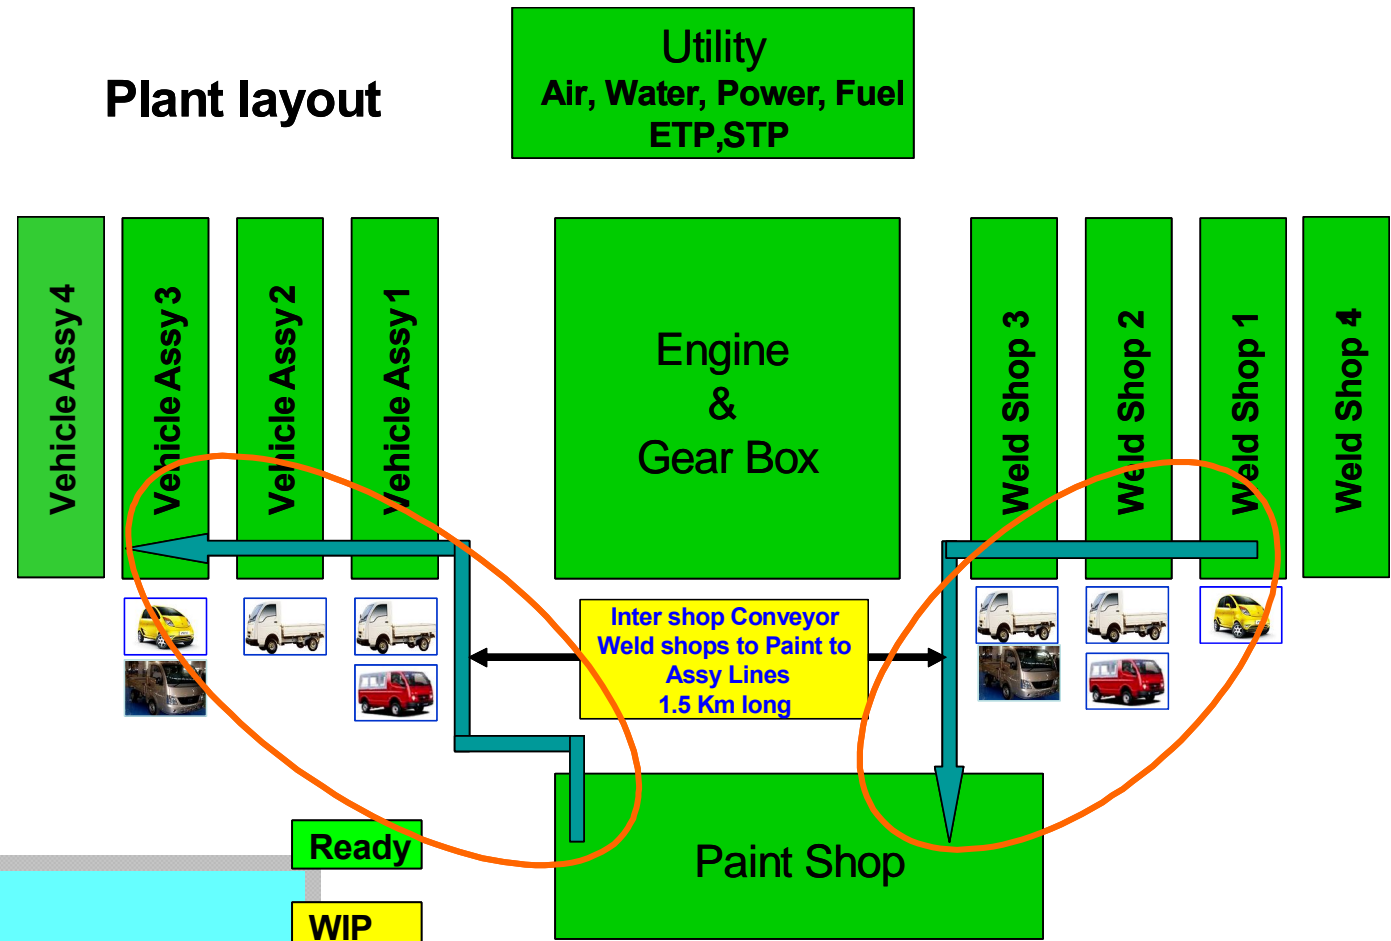 Plant layout
Utility
Air, Water, Power, Fuel
ETP,STP
Vehicle Assy 4
Vehicle Assy 3
Vehicle Assy 2
Vehicle Assy 1
Engine
&
Gear Box
Weld Shop 3
Weld Shop 2
Weld Shop 1
Weld Shop 4
Inter shop Conveyor
Weld shops to Paint to
Assy Lines
1.5 Km long
Paint Shop
Ready
WIP